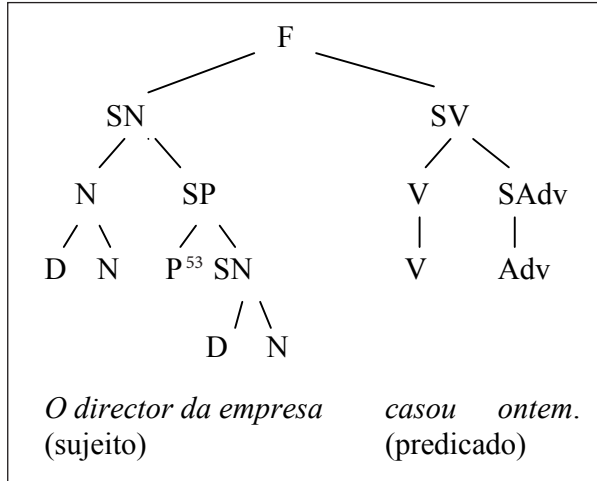 F
SN SV
N SP V SAdv
D N P 53 SN V Adv
D N
O director da empresa casou ontem.
(sujeito) (predicado)